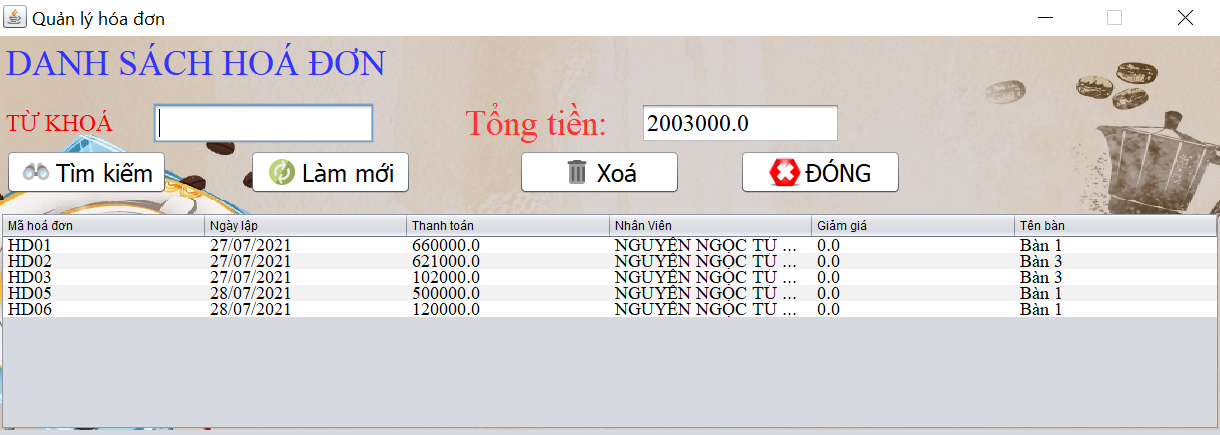 Quản lý hóa đơn
DANH SÁCH HOÁ ĐƠN
TỪ KHOÁ Tổng tiền: 2003000.0
Tìm kiếm Làm mới Xoá ĐÓNG
Mã hoá đơn Ngày lập Thanh toán Nhân Viên Giảm giá Tên bàn
HD01 27/07/2021 660000.0 NGUYỄN NGỌC TÚ ... 0.0 Bàn 1
HD02 27/07/2021 621000.0 NGUYỄN NGỌC TÚ ... 0.0 Bàn 3
HD03 27/07/2021 102000.0 NGUYỄN NGỌC TÚ ... 0.0 Bàn 3
HD05 28/07/2021 500000.0 NGUYỄN NGỌC TÚ ... 0.0 Bàn 1
HD06 28/07/2021 120000.0 NGUYỄN NGỌC TÚ ... 0.0 Bàn 1